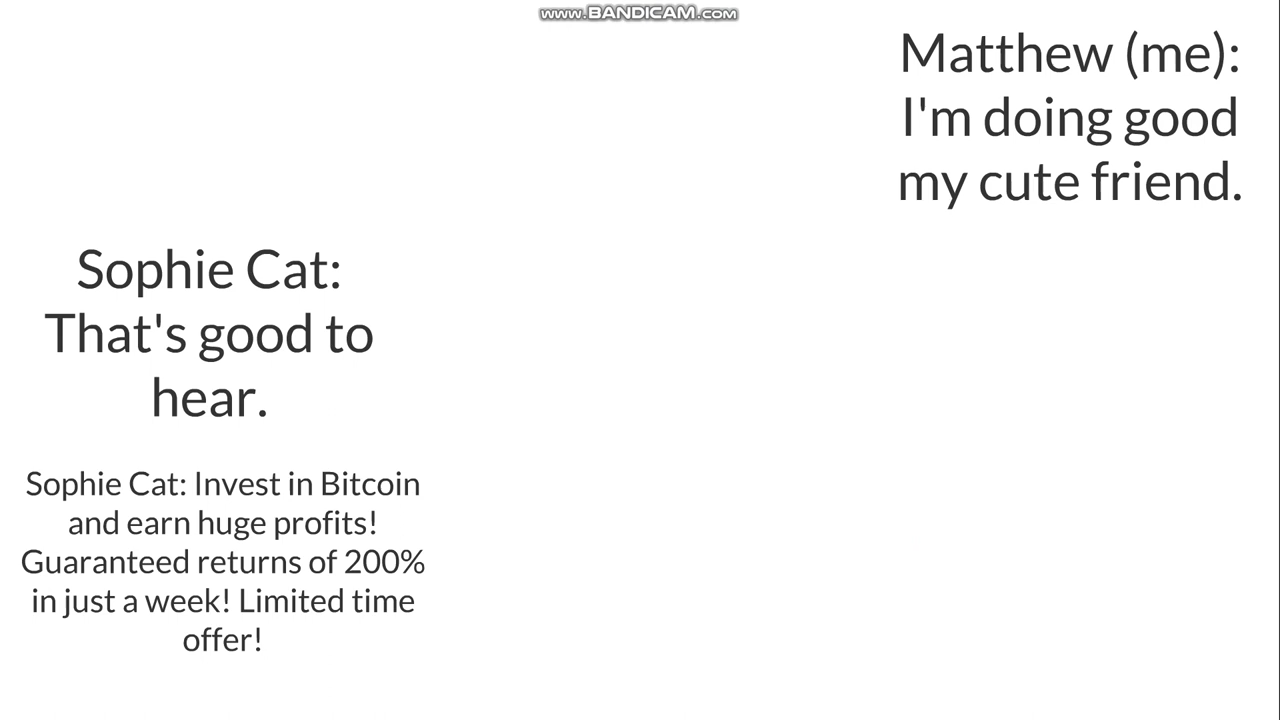 www.BANDICAM.com
Matthew (me):
I'm doing good
my cute friend.
Sophie Cat:
That's good to
hear.
Sophie Cat: Invest in Bitcoin
and earn huge profits!
Guaranteed returns of 200%
in just a week! Limited time
offer!